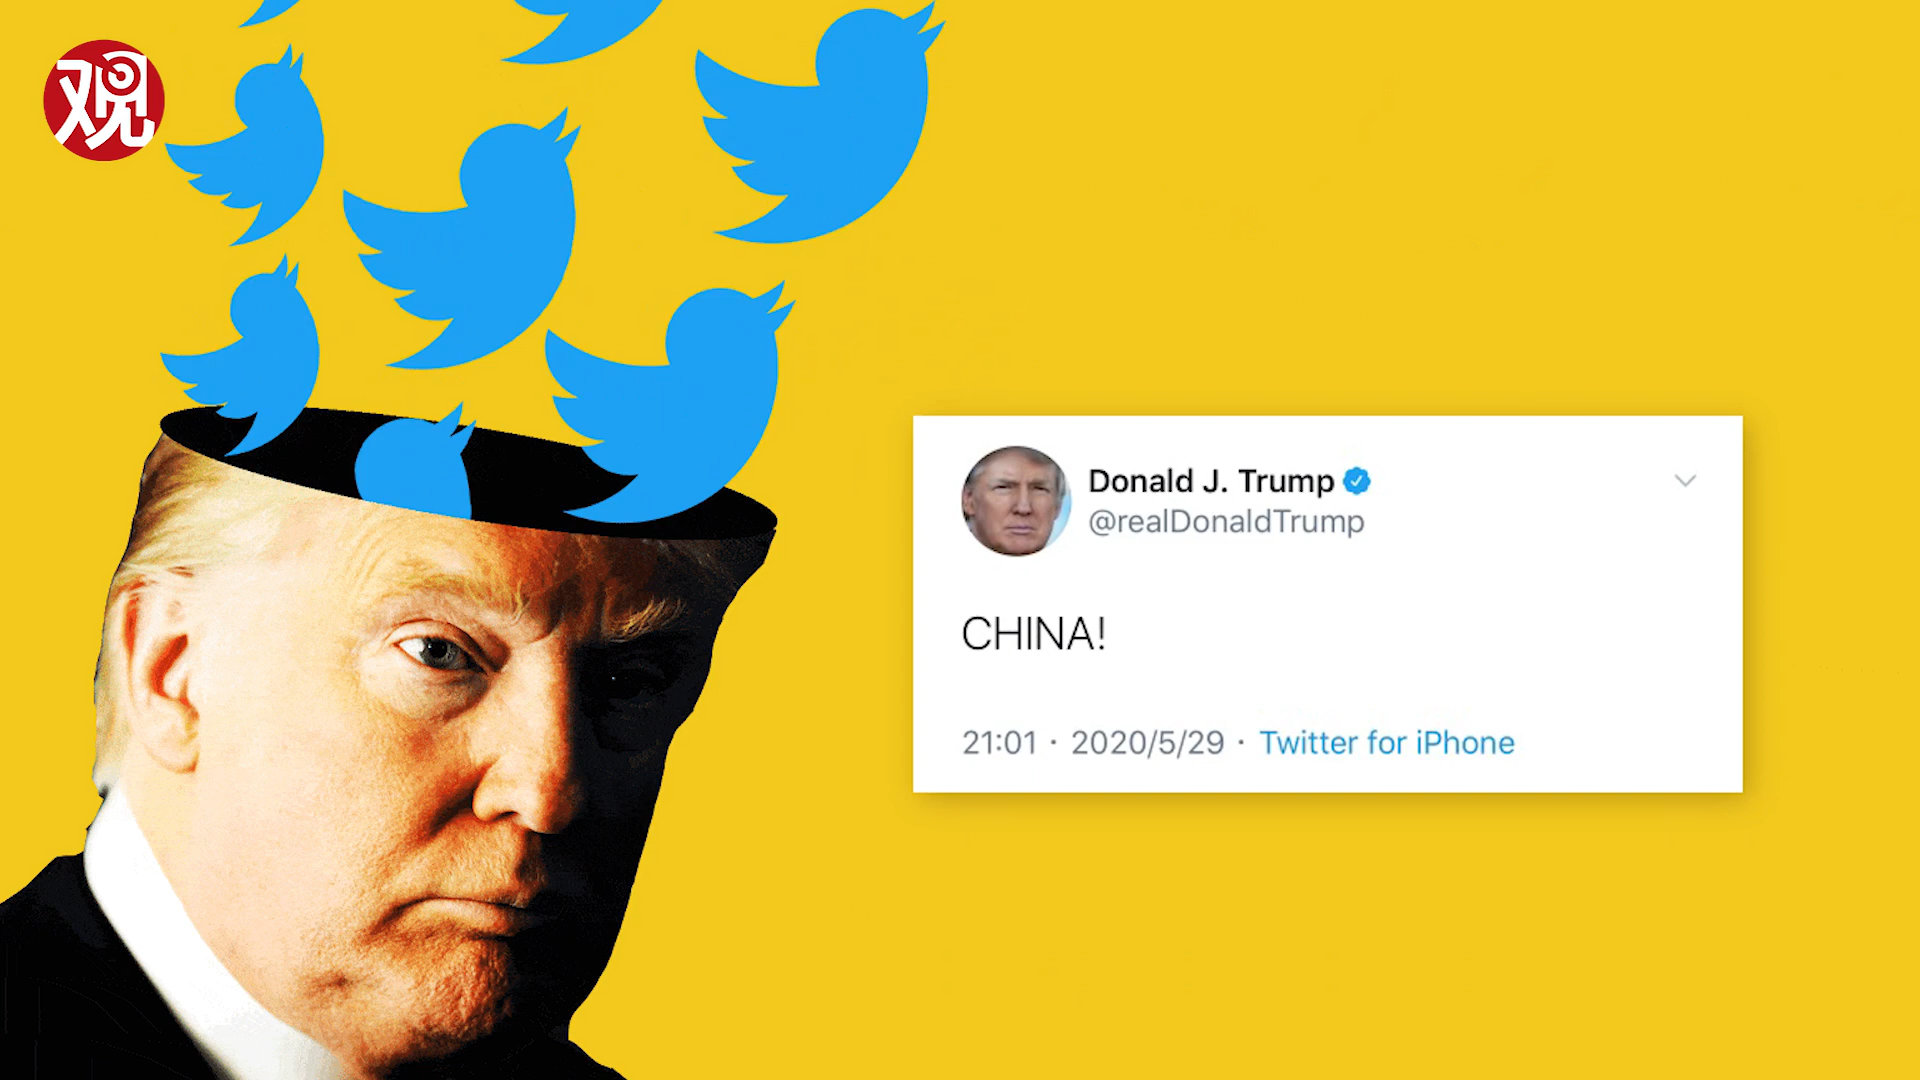 观
Donald J. Trump
@realDonaldTrump
CHINA!
21:01 · 2020/5/29 · Twitter for iPhone